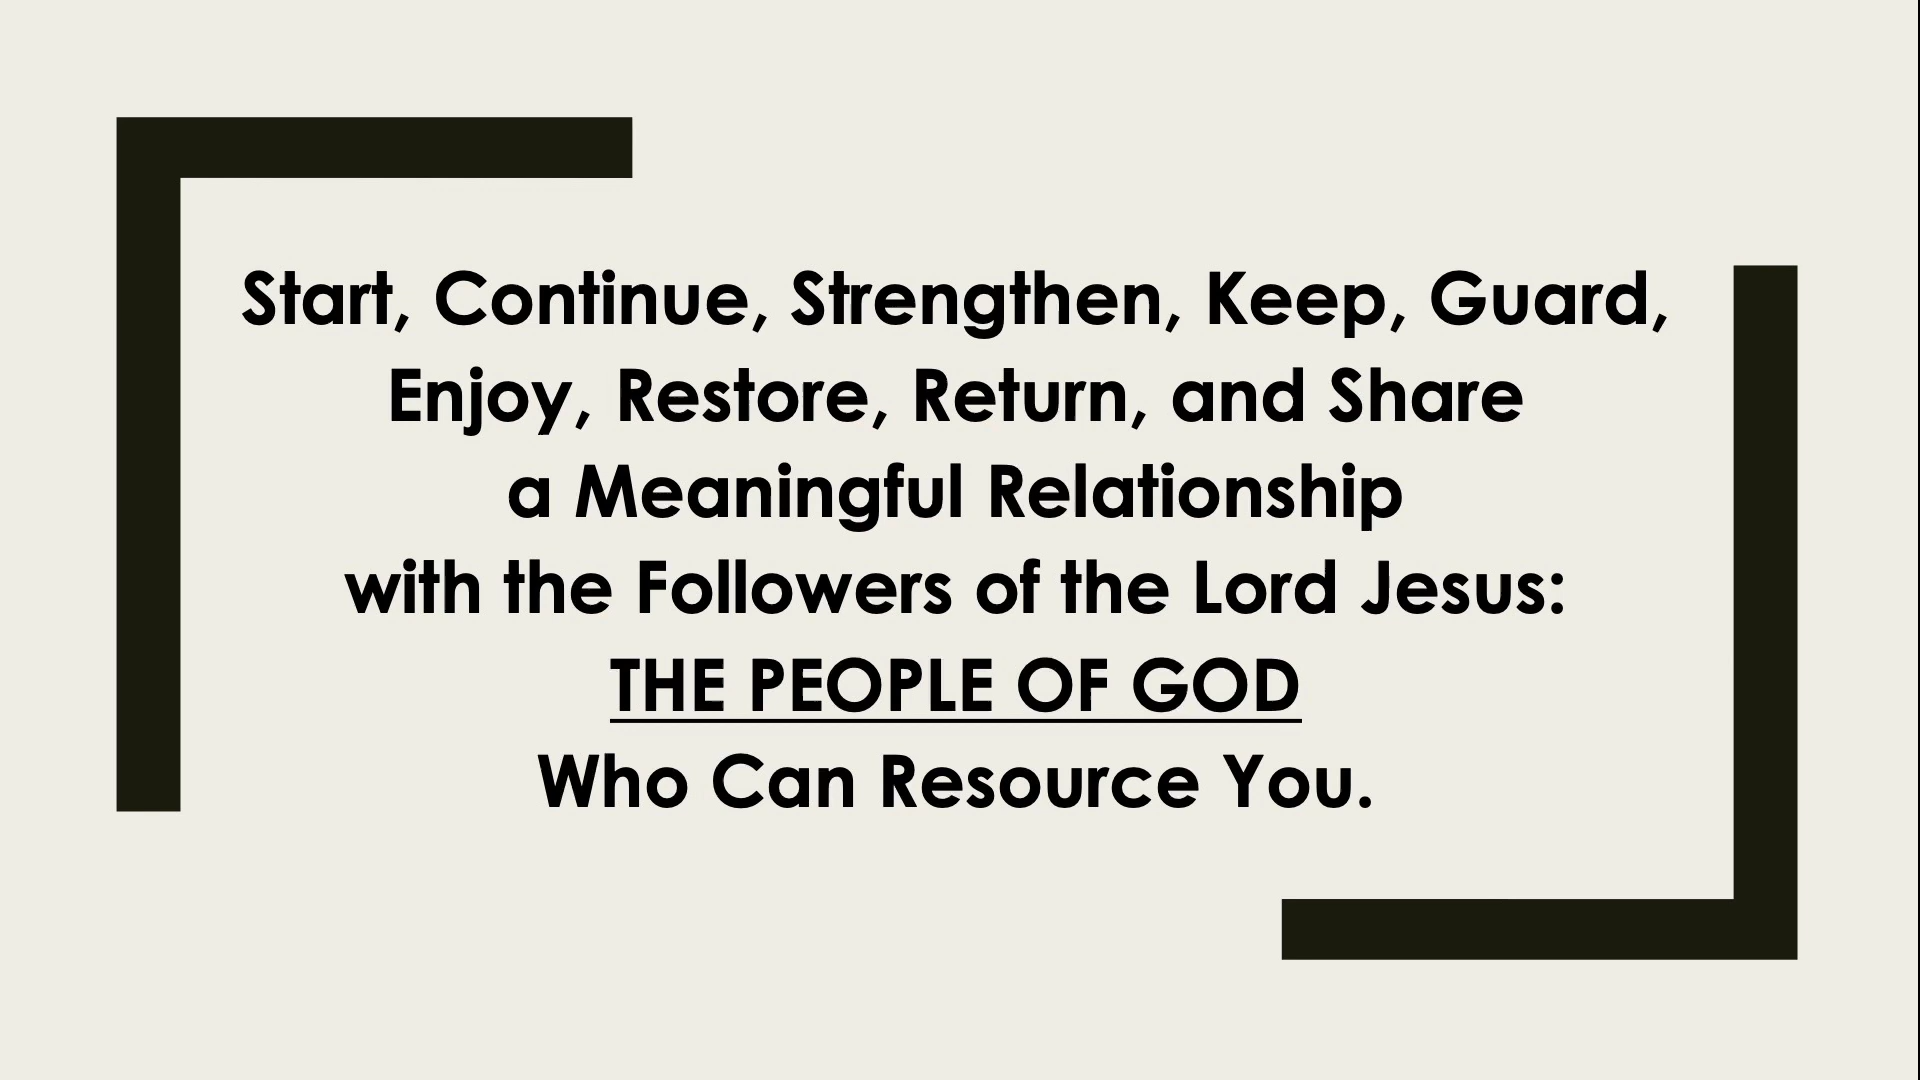 Start, Continue, Strengthen, Keep, Guard,
Enjoy, Restore, Return, and Share
a Meaningful Relationship
with the Followers of the Lord Jesus:
THE PEOPLE OF GOD
Who Can Resource You.